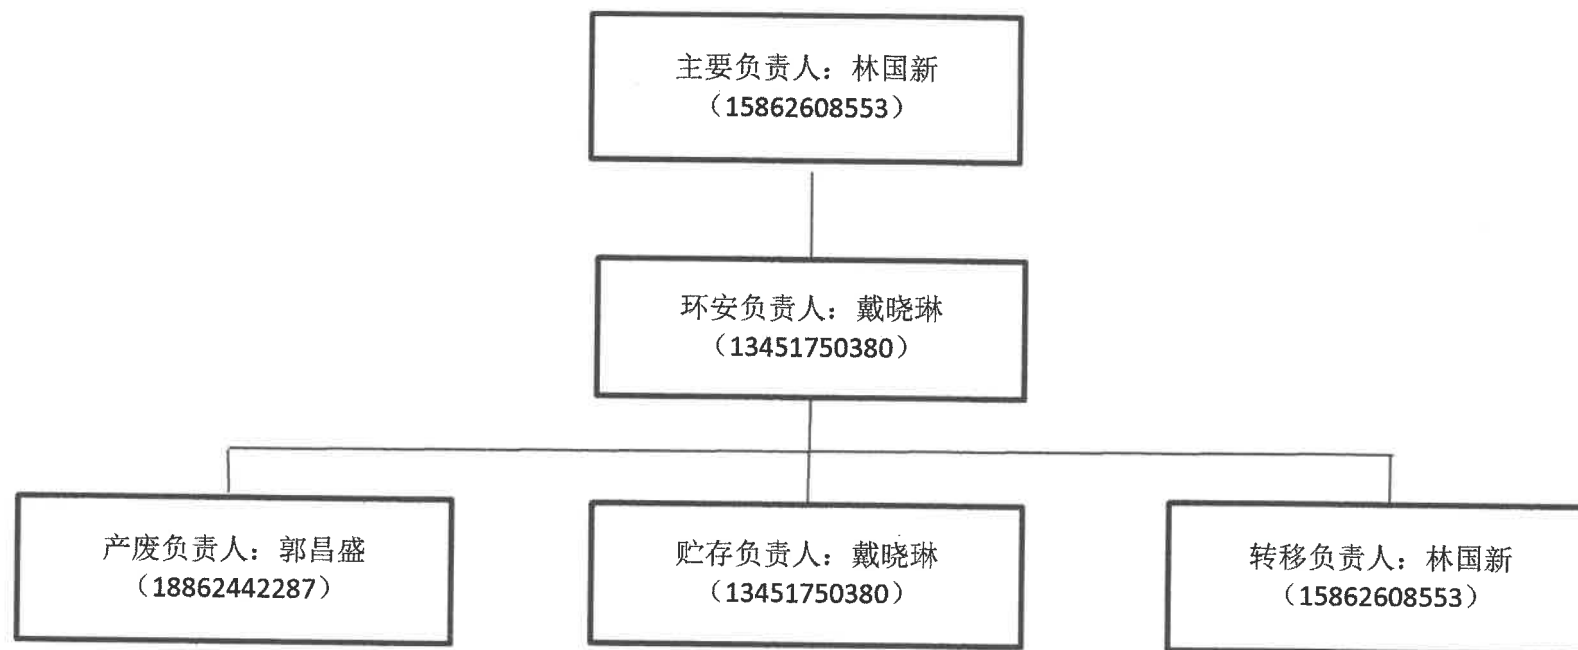 主要负责人：林国新
（15862608553）
环安负责人：戴晓琳
（13451750380）
产废负责人：郭昌盛
（18862442287）
贮存负责人：戴晓琳
（13451750380）
转移负责人：林国新
（15862608553）